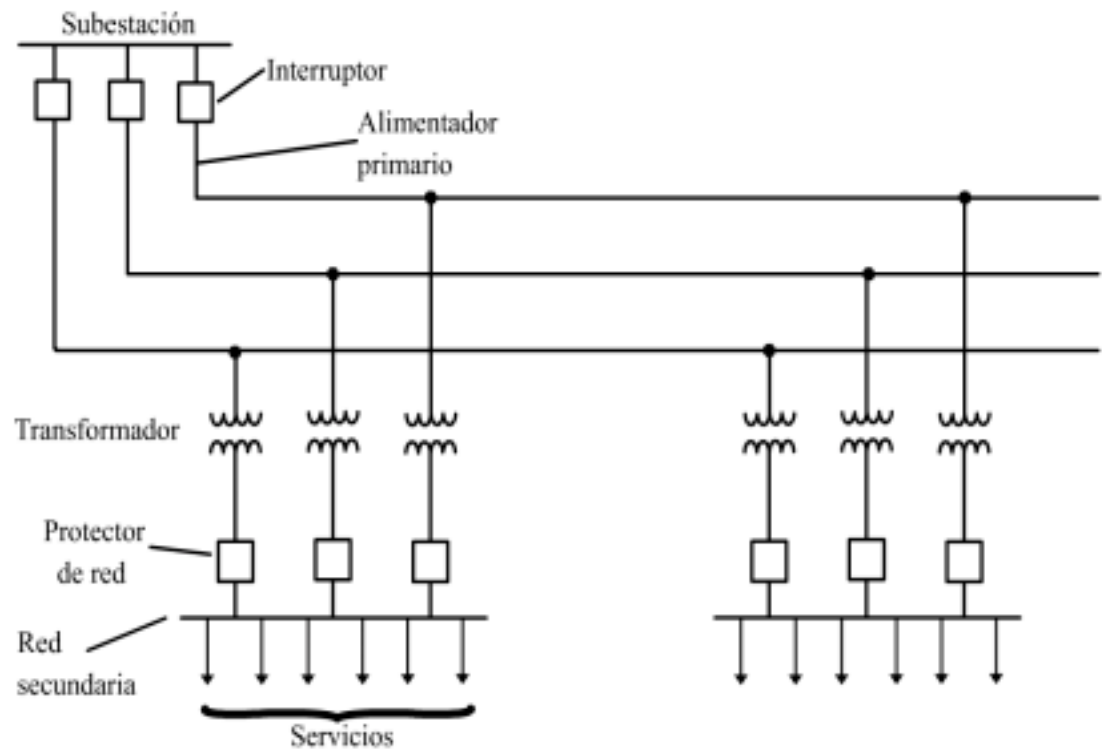 Subestación
Interruptor
Alimentador
primario
Transformador
Protector
de red
Red
secundaria
Servicios